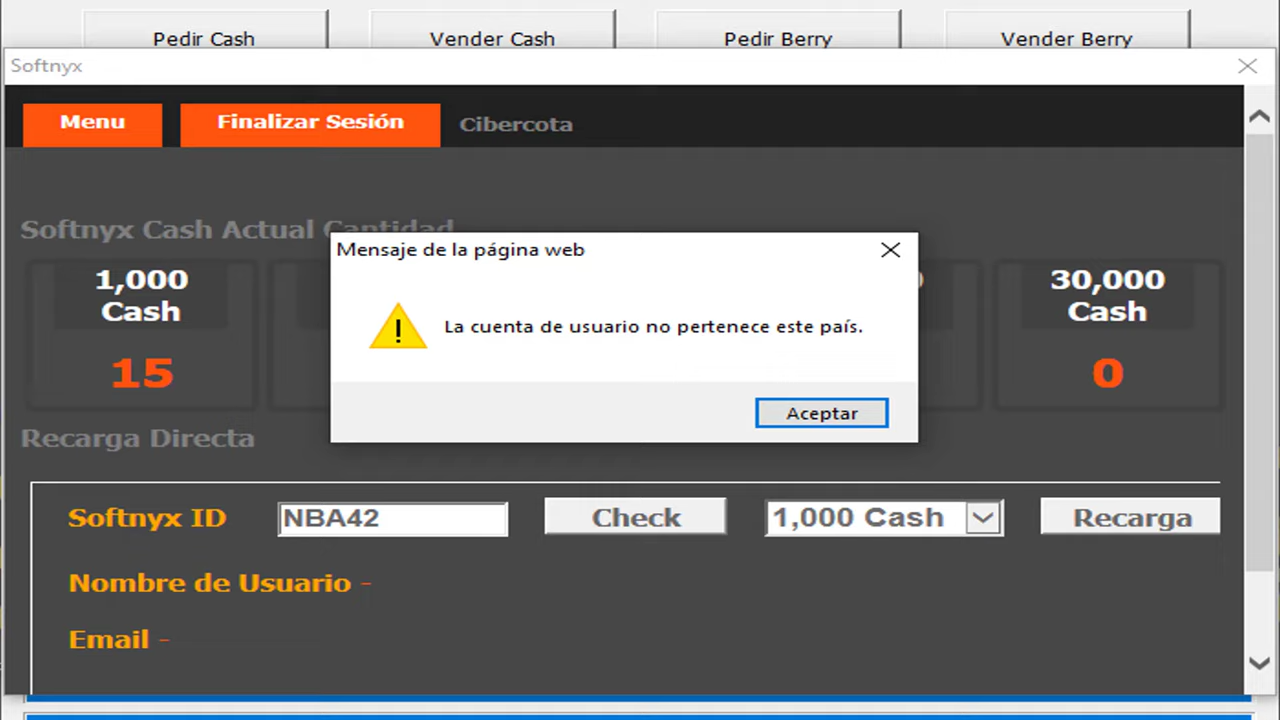 Pedir Cash
Vender Cash
Pedir Berry
Vender Berry
Softnyx
Menu
Finalizar Sesión
Cibercota
Softnyx Cash Actual Cantidad
Mensaje de la página web
La cuenta de usuario no pertenece este país.
Aceptar
1,000
Cash
15
30,000
Cash
0
Recarga Directa
Softnyx ID
NBA42
Check
1,000 Cash
Recarga
Nombre de Usuario -
Email -